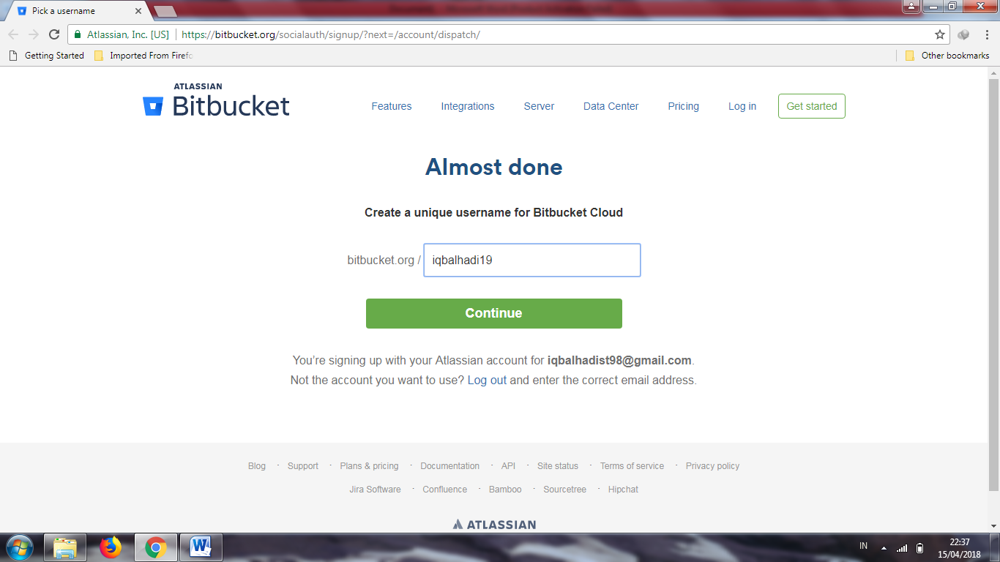 Pick a username
Atlassian, Inc. [US] https://bitbucket.org/socialauth/signup/?next=/account/dispatch/
Getting Started Imported From Firefo Other bookmarks
ATLASSIAN
Bitbucket
Features Integrations Server Data Center Pricing Log in Get started
Almost done
Create a unique username for Bitbucket Cloud
bitbucket.org / iqbalhadi19
Continue
You’re signing up with your Atlassian account for iqbalhadist98@gmail.com.
Not the account you want to use? Log out and enter the correct email address.
Blog · Support · Plans & pricing · Documentation · API · Site status · Terms of service · Privacy policy
Jira Software · Confluence · Bamboo · Sourcetree · Hipchat
ATLASSIAN
IN 22:37
15/04/2018